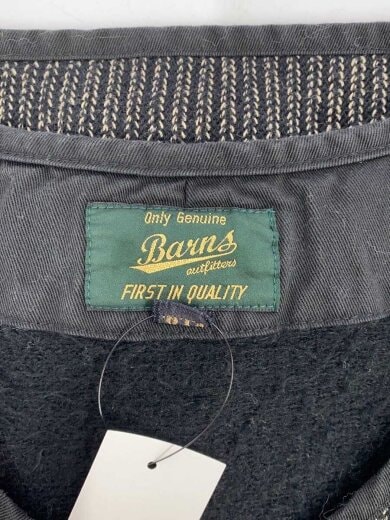 Only Genuine
Barns
outfitters
FIRST IN QUALITY